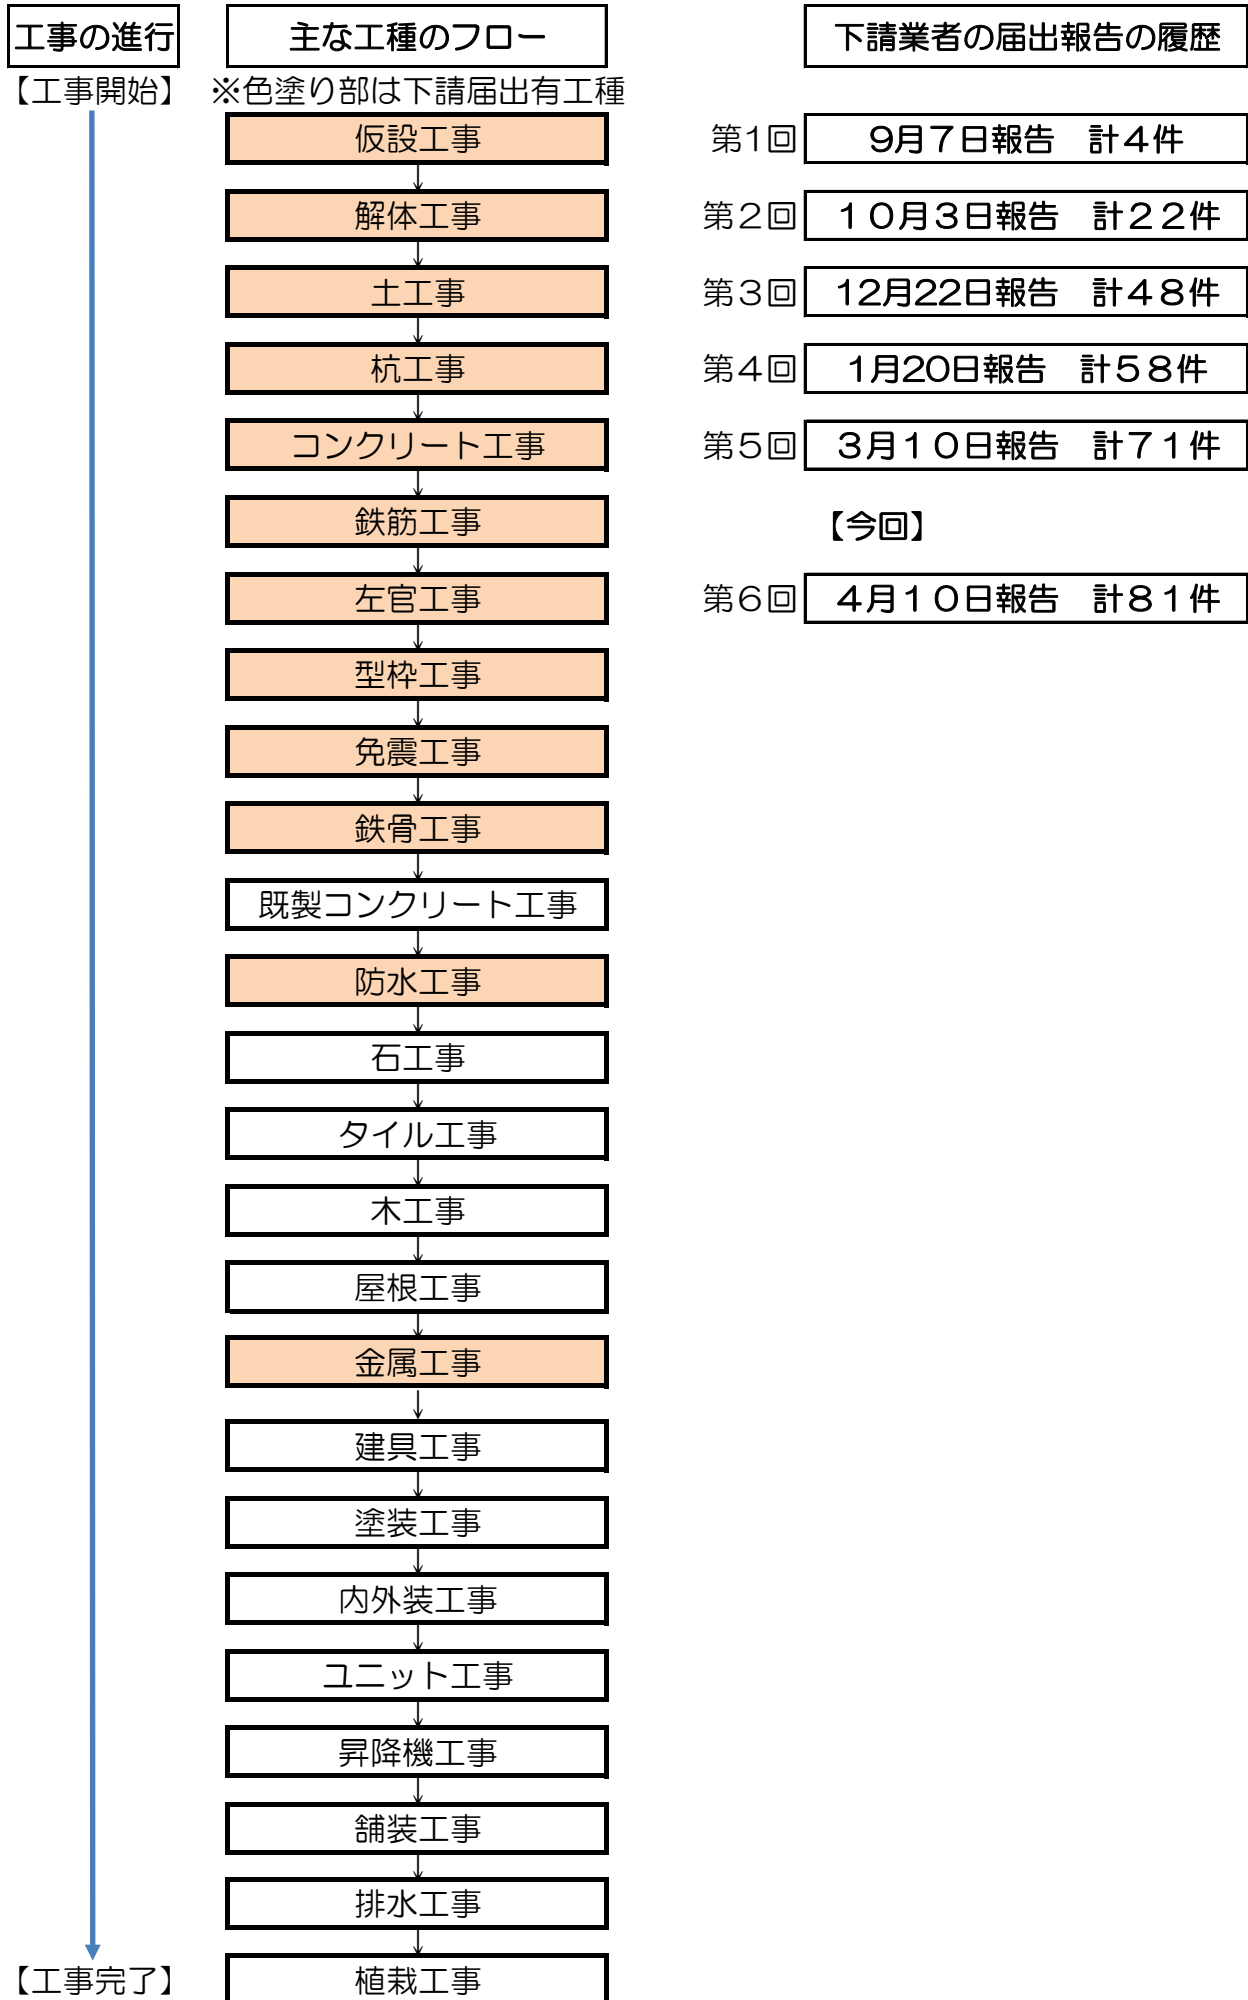 工事の進行
主な工種のフロー
下請業者の届出報告の履歴
【工事開始】
※色塗り部は下請届出有工種
仮設工事
第1回 9月7日報告　計4件
解体工事
第２回 １０月３日報告　計２２件
土工事
第３回 12月22日報告　計４８件
杭工事
第４回 1月20日報告　計５８件
コンクリート工事
第５回 ３月１０日報告　計７１件
鉄筋工事
【今回】
左官工事
第６回 ４月１０日報告　計８１件
型枠工事
免震工事
鉄骨工事
既製コンクリート工事
防水工事
石工事
タイル工事
木工事
屋根工事
金属工事
建具工事
塗装工事
内外装工事
ユニット工事
昇降機工事
舗装工事
排水工事
【工事完了】
植栽工事